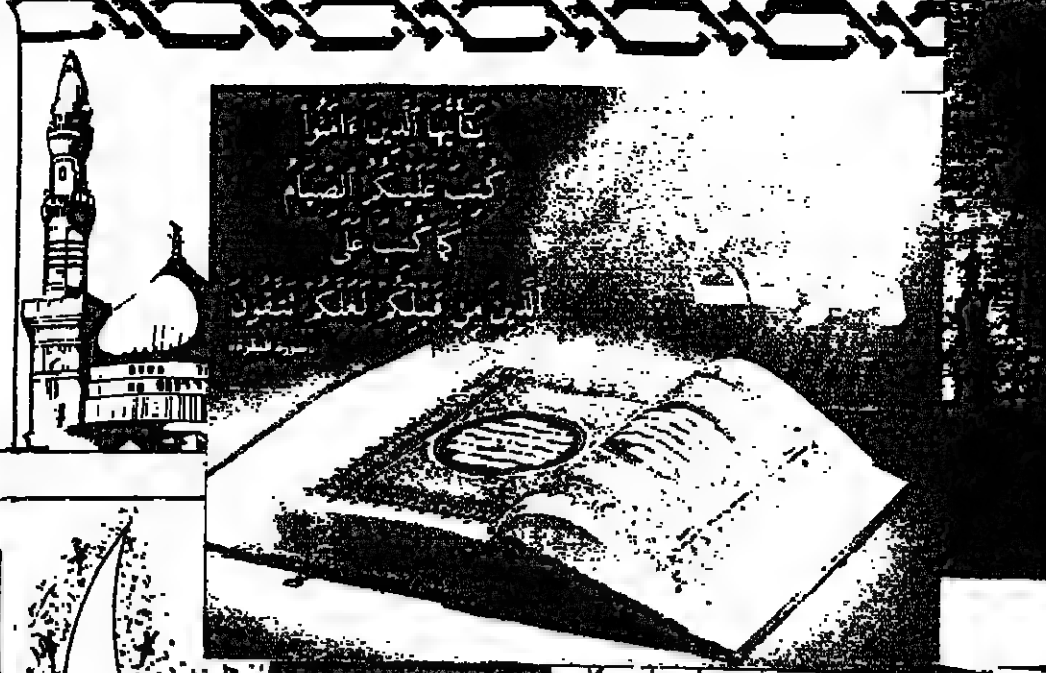 يَٰٓأَيُّهَا ٱلَّذِينَ ءَامَنُوا۟
كُتِبَ عَلَيْكُمُ ٱلصِّيَامُ
كَمَا كُتِبَ عَلَى
ٱلَّذِينَ مِن قَبْلِكُمْ لَعَلَّكُمْ تَتَّقُونَ